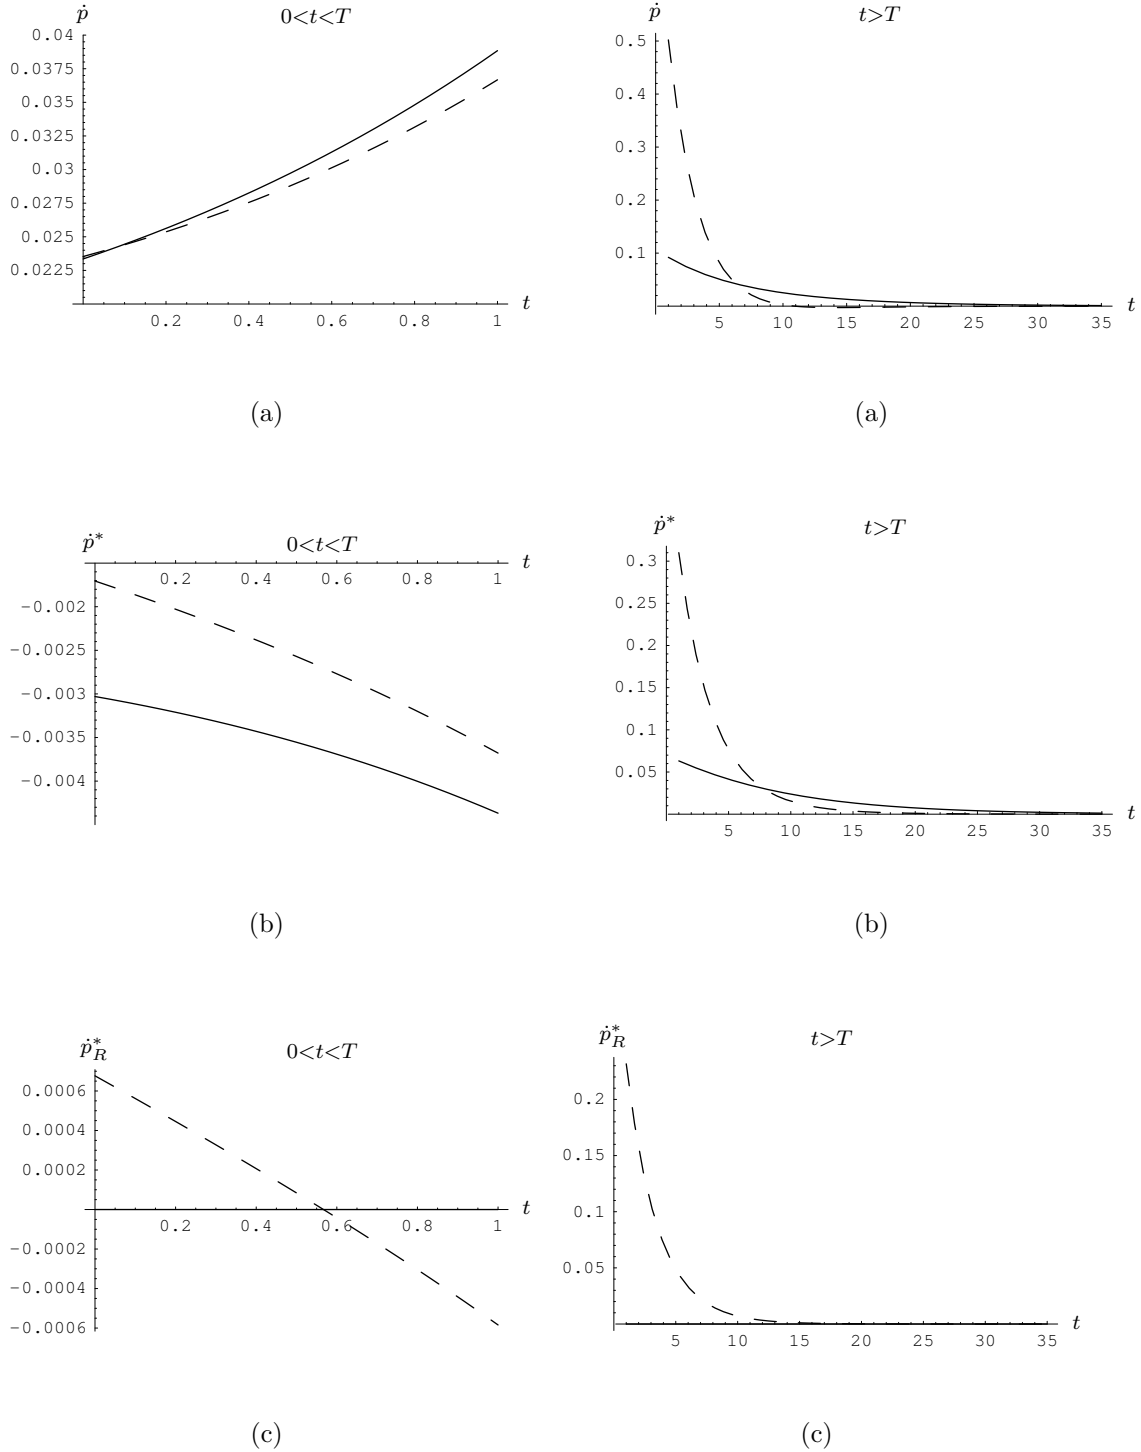 ṗ 0<t<T
0.04
0.0375
0.035
0.0325
0.03
0.0275
0.025
0.0225
0.2 0.4 0.6 0.8 1 t
(a)
ṗ t>T
0.5
0.4
0.3
0.2
0.1
5 10 15 20 25 30 35 t
(a)
ṗ* 0<t<T
0.2 0.4 0.6 0.8 1 t
−0.002
−0.0025
−0.003
−0.0035
−0.004
(b)
ṗ* t>T
0.3
0.25
0.2
0.15
0.1
0.05
5 10 15 20 25 30 35 t
(b)
ṗ*_R 0<t<T
0.0006
0.0004
0.0002
0.2 0.4 0.6 0.8 1 t
−0.0002
−0.0004
−0.0006
(c)
ṗ*_R t>T
0.2
0.15
0.1
0.05
5 10 15 20 25 30 35 t
(c)